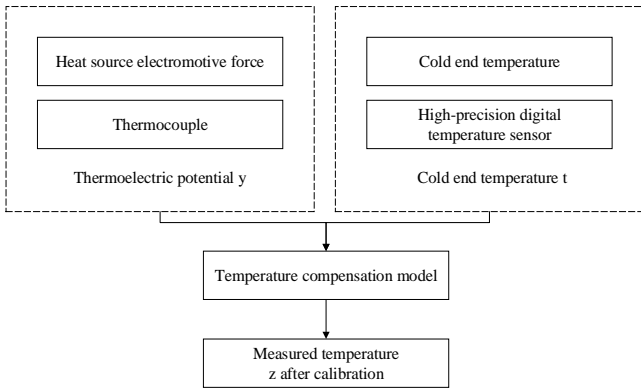 Heat source electromotive force
Thermocouple
Thermoelectric potential y
Cold end temperature
High-precision digital
temperature sensor
Cold end temperature t
Temperature compensation model
Measured temperature
z after calibration